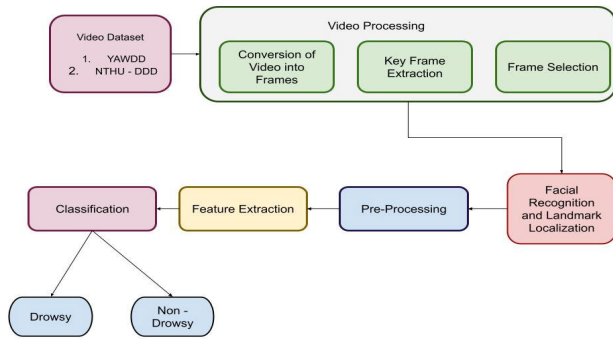 Video Dataset
1. YAWDD
2. NTHU - DDD
Video Processing
Conversion of
Video into
Frames
Key Frame
Extraction
Frame Selection
Facial
Recognition
and Landmark
Localization
Pre-Processing
Feature Extraction
Classification
Drowsy
Non -
Drowsy